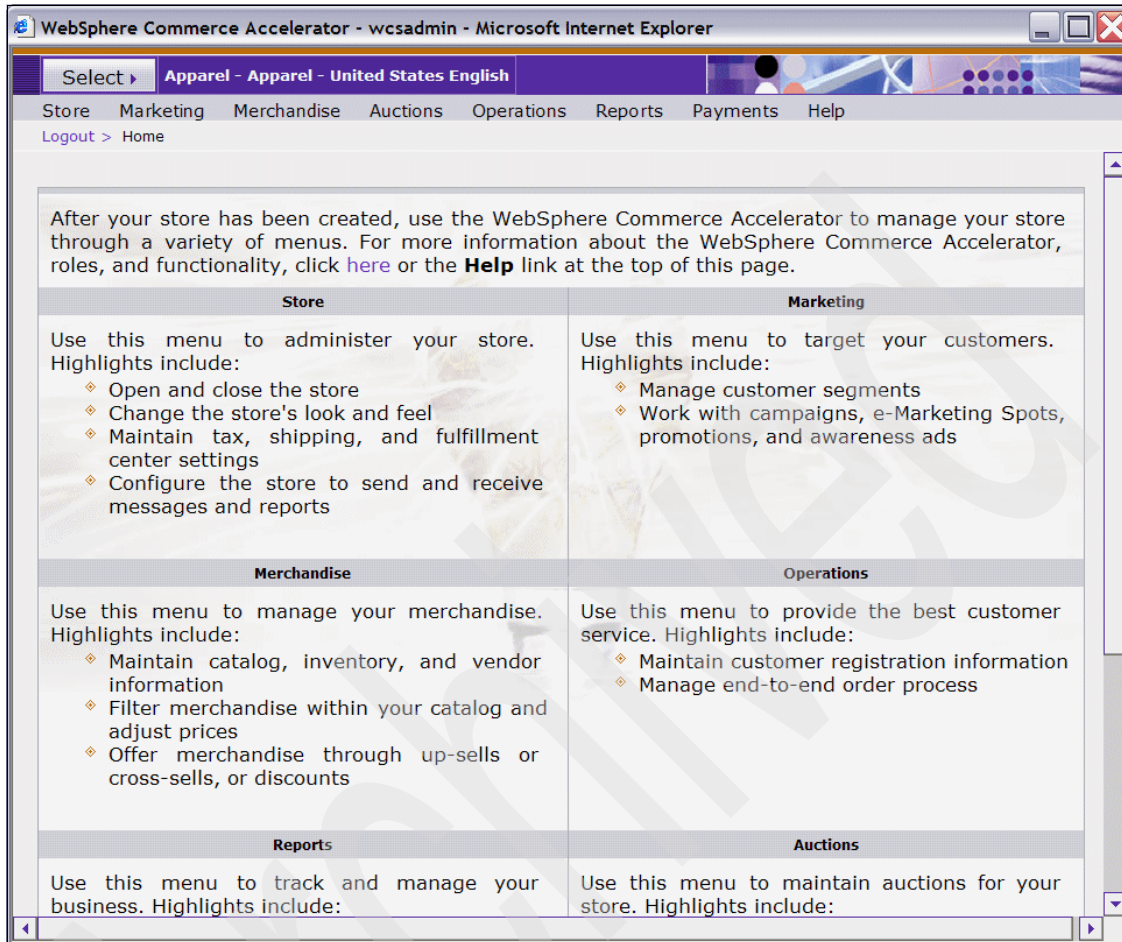 WebSphere Commerce Accelerator - wcsadmin - Microsoft Internet Explorer
Select
Apparel - Apparel - United States English
Store Marketing Merchandise Auctions Operations Reports Payments Help
Logout > Home
After your store has been created, use the WebSphere Commerce Accelerator to manage your store
through a variety of menus. For more information about the WebSphere Commerce Accelerator,
roles, and functionality, click here or the Help link at the top of this page.
Store
Use this menu to administer your store.
Highlights include:
Open and close the store
Change the store's look and feel
Maintain tax, shipping, and fulfillment
center settings
Configure the store to send and receive
messages and reports
Marketing
Use this menu to target your customers.
Highlights include:
Manage customer segments
Work with campaigns, e-Marketing Spots,
promotions, and awareness ads
Merchandise
Use this menu to manage your merchandise.
Highlights include:
Maintain catalog, inventory, and vendor
information
Filter merchandise within your catalog and
adjust prices
Offer merchandise through up-sells or
cross-sells, or discounts
Operations
Use this menu to provide the best customer
service. Highlights include:
Maintain customer registration information
Manage end-to-end order process
Reports
Use this menu to track and manage your
business. Highlights include:
Auctions
Use this menu to maintain auctions for your
store. Highlights include: